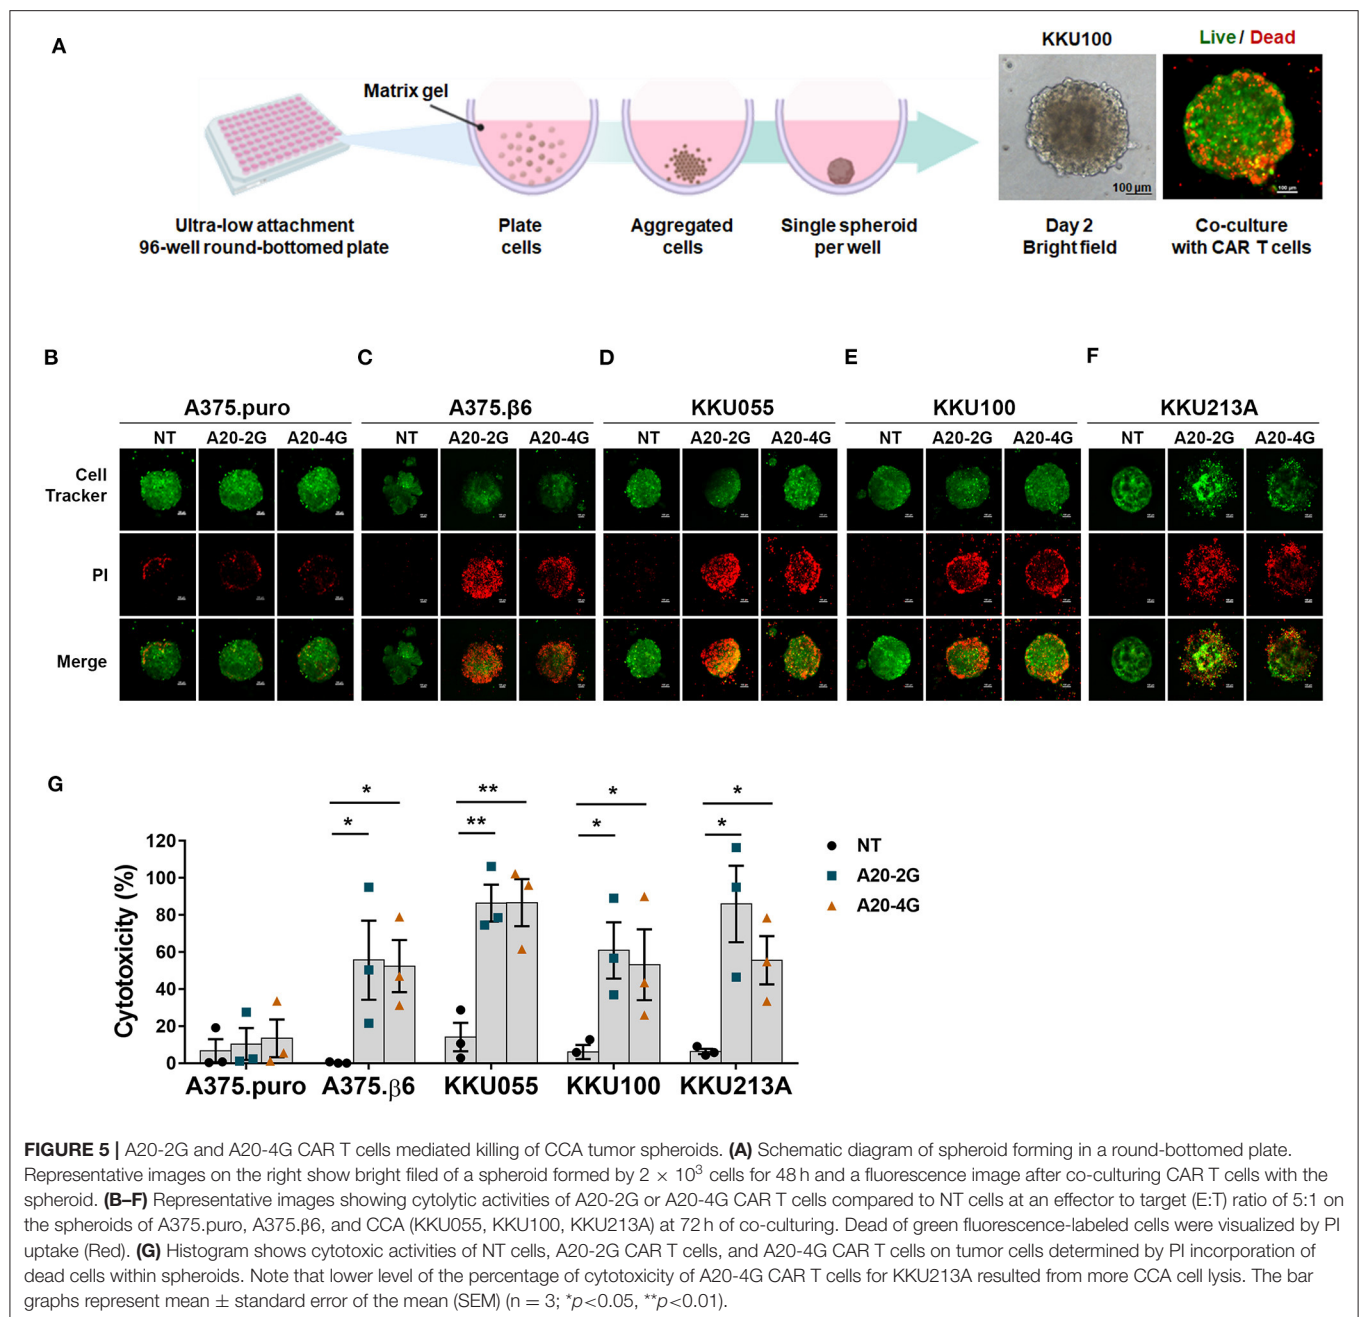 A
KKU100
Live / Dead
Matrix gel
100 µm
100 µm
Ultra-low attachment
96-well round-bottomed plate
Plate
cells
Aggregated
cells
Single spheroid
per well
Day 2
Bright field
Co-culture
with CAR T cells
B
C
D
E
F
A375.puro
A375.β6
KKU055
KKU100
KKU213A
NT A20-2G A20-4G
NT A20-2G A20-4G
NT A20-2G A20-4G
NT A20-2G A20-4G
NT A20-2G A20-4G
Cell
Tracker
PI
Merge
G
* ** * *
* ** * *
Cytotoxicity (%)
120
100
80
60
40
20
0
A375.puro A375.β6 KKU055 KKU100 KKU213A
NT
A20-2G
A20-4G
FIGURE 5 | A20-2G and A20-4G CAR T cells mediated killing of CCA tumor spheroids. (A) Schematic diagram of spheroid forming in a round-bottomed plate.
Representative images on the right show bright filed of a spheroid formed by 2 × 10³ cells for 48 h and a fluorescence image after co-culturing CAR T cells with the
spheroid. (B–F) Representative images showing cytolytic activities of A20-2G or A20-4G CAR T cells compared to NT cells at an effector to target (E:T) ratio of 5:1 on
the spheroids of A375.puro, A375.β6, and CCA (KKU055, KKU100, KKU213A) at 72 h of co-culturing. Dead of green fluorescence-labeled cells were visualized by PI
uptake (Red). (G) Histogram shows cytotoxic activities of NT cells, A20-2G CAR T cells, and A20-4G CAR T cells on tumor cells determined by PI incorporation of
dead cells within spheroids. Note that lower level of the percentage of cytotoxicity of A20-4G CAR T cells for KKU213A resulted from more CCA cell lysis. The bar
graphs represent mean ± standard error of the mean (SEM) (n = 3; *p<0.05, **p<0.01).